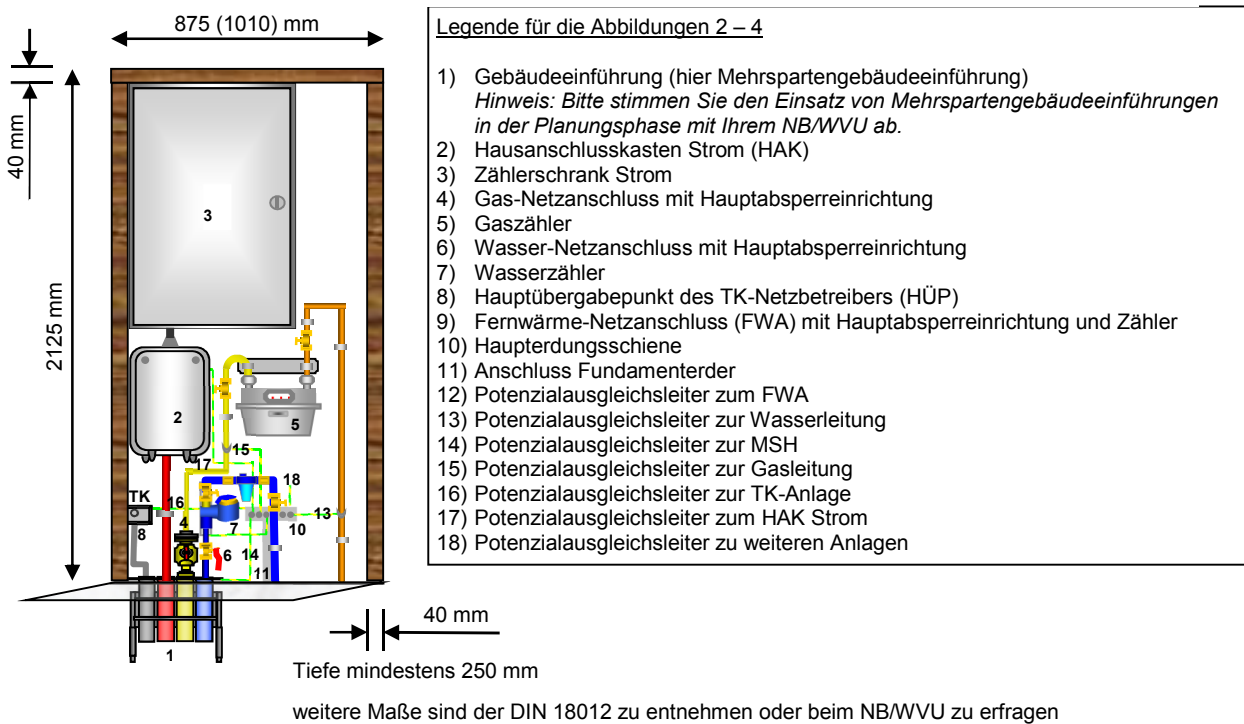 875 (1010) mm
40 mm
2125 mm
3
2
5
15
17
18
TK
16
4
13
8
7
10
6
14
11
1
40 mm
Tiefe mindestens 250 mm
weitere Maße sind der DIN 18012 zu entnehmen oder beim NB/WVU zu erfragen
Legende für die Abbildungen 2 – 4
1) Gebäudeeinführung (hier Mehrspartengebäudeeinführung)
Hinweis: Bitte stimmen Sie den Einsatz von Mehrspartengebäudeeinführungen
in der Planungsphase mit Ihrem NB/WVU ab.
2) Hausanschlusskasten Strom (HAK)
3) Zählerschrank Strom
4) Gas-Netzanschluss mit Hauptabsperreinrichtung
5) Gaszähler
6) Wasser-Netzanschluss mit Hauptabsperreinrichtung
7) Wasserzähler
8) Hauptübergabepunkt des TK-Netzbetreibers (HÜP)
9) Fernwärme-Netzanschluss (FWA) mit Hauptabsperreinrichtung und Zähler
10) Haupterdungsschiene
11) Anschluss Fundamenterder
12) Potenzialausgleichsleiter zum FWA
13) Potenzialausgleichsleiter zur Wasserleitung
14) Potenzialausgleichsleiter zur MSH
15) Potenzialausgleichsleiter zur Gasleitung
16) Potenzialausgleichsleiter zur TK-Anlage
17) Potenzialausgleichsleiter zum HAK Strom
18) Potenzialausgleichsleiter zu weiteren Anlagen